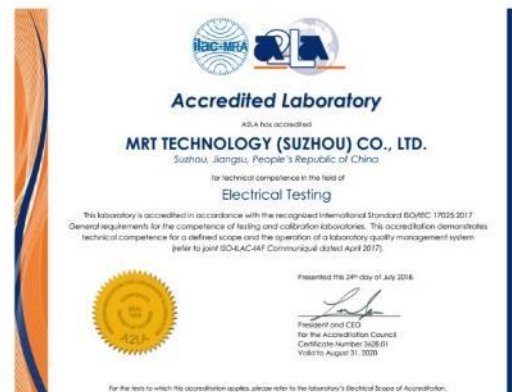 ilac-MRA
A2LA
Accredited Laboratory
A2LA has accredited
MRT TECHNOLOGY (SUZHOU) CO., LTD.
Suzhou, Jiangsu, People's Republic of China
for technical competence in the field of
Electrical Testing
This laboratory is accredited in accordance with the recognized International Standard ISO/IEC 17025:2017
General requirements for the competence of testing and calibration laboratories. This accreditation demonstrates
technical competence for a defined scope and the operation of a laboratory quality management system
(refer to joint ISO-ILAC-IAF Communiqué dated April 2017).
Presented this 24th day of July 2018.
President and CEO
For the Accreditation Council
Certificate Number 3628.01
Valid to August 31, 2020
A2LA
For the tests to which this accreditation applies, please refer to the laboratory's Electrical Scope of Accreditation.